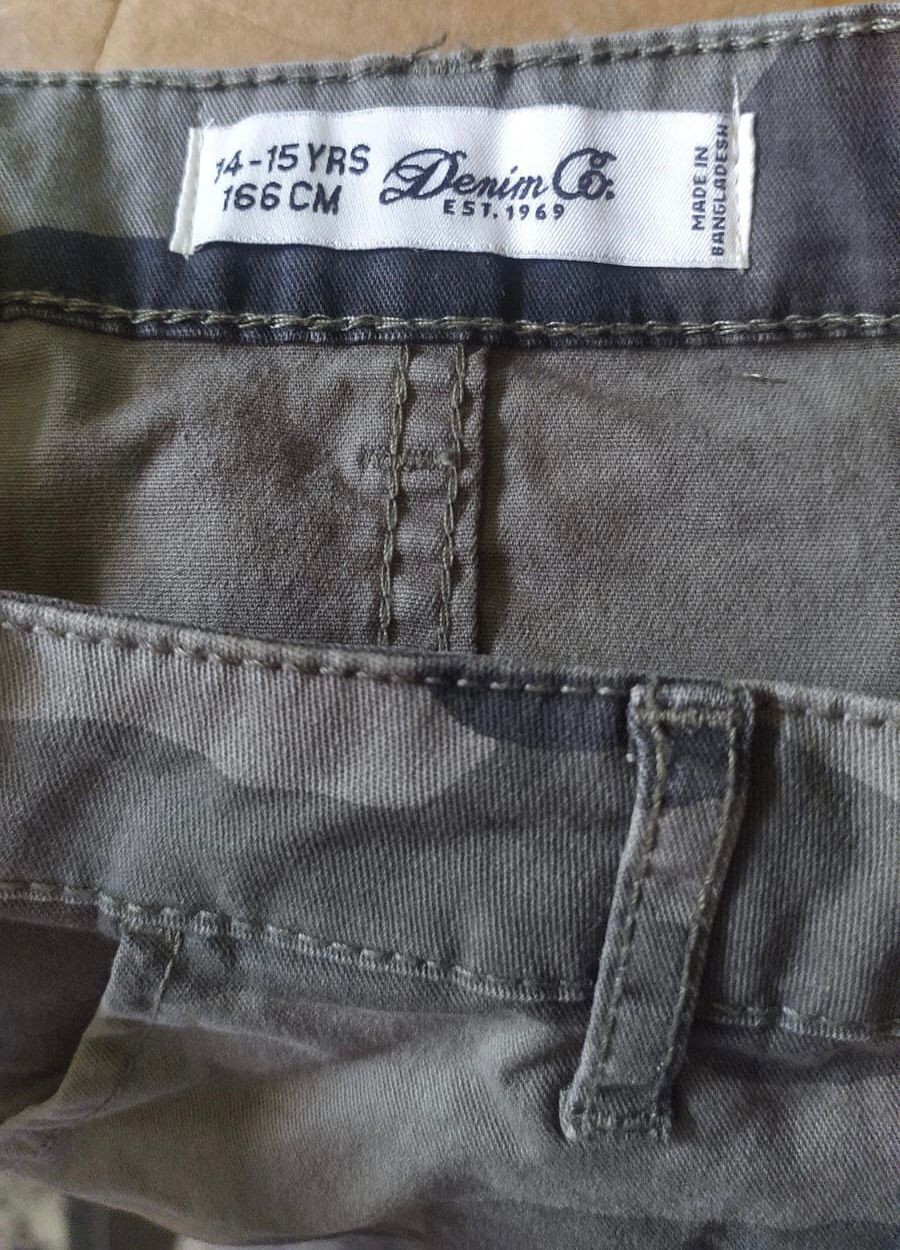 14-15 YRS
166 CM
Denim Co.
EST. 1969
MADE IN
BANGLADESH